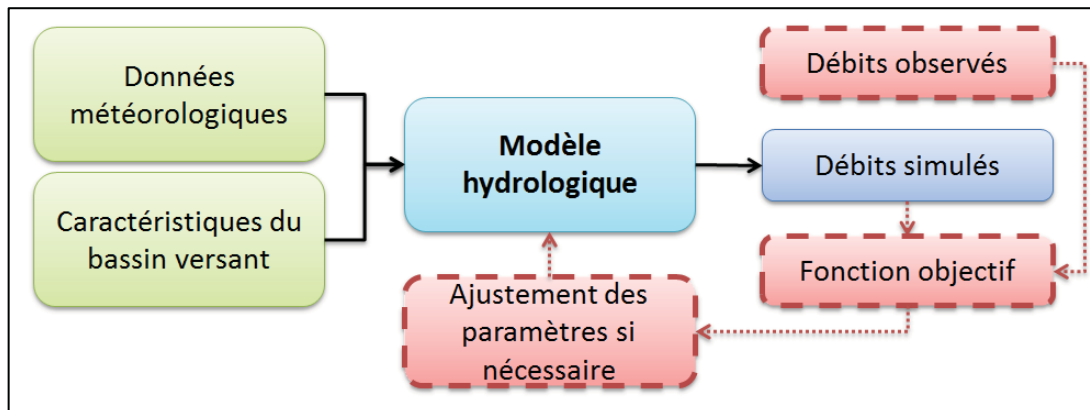 Données
météorologiques
Caractéristiques du
bassin versant
Modèle
hydrologique
Débits observés
Débits simulés
Fonction objectif
Ajustement des
paramètres si
nécessaire